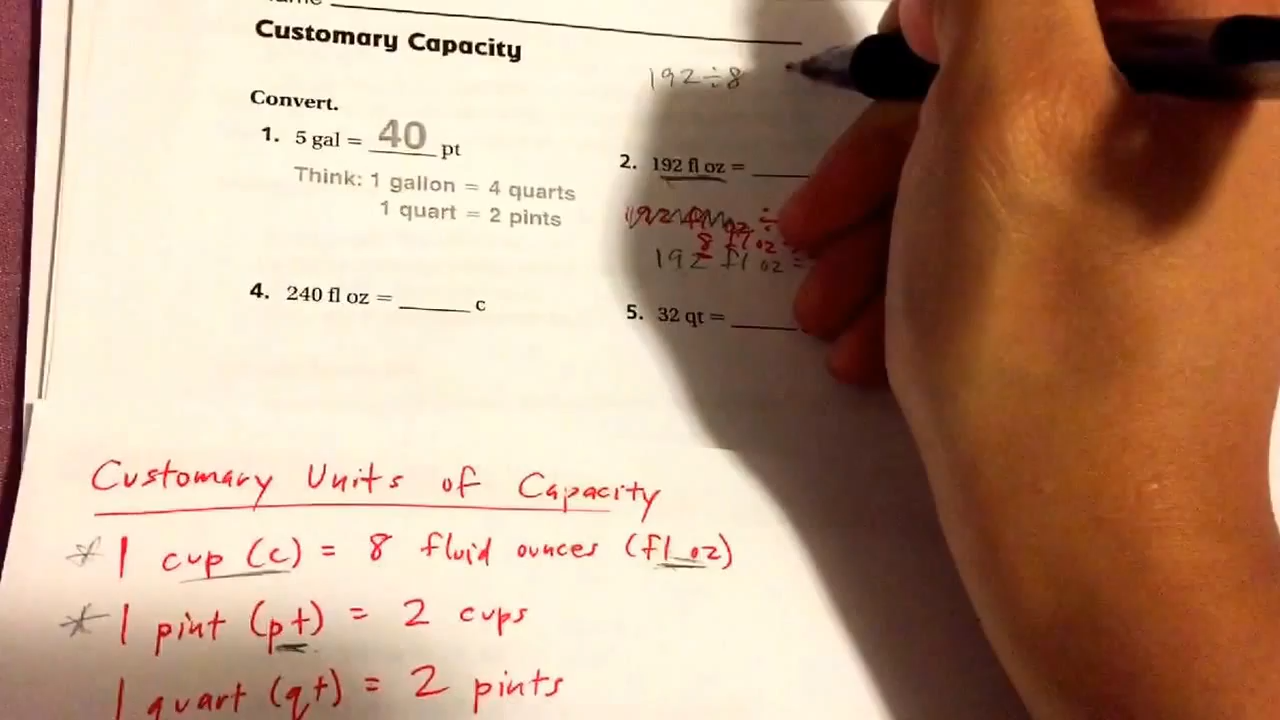 Customary Capacity
192÷8
Convert.
1. 5 gal = 40 pt
Think: 1 gallon = 4 quarts
1 quart = 2 pints
2. 192 fl oz =
8 fl oz
192 fl oz =
4. 240 fl oz = ______ c
5. 32 qt =
Customary Units of Capacity
* 1 cup (c) = 8 fluid ounces (fl oz)
* 1 pint (pt) = 2 cups
1 quart (qt) = 2 pints